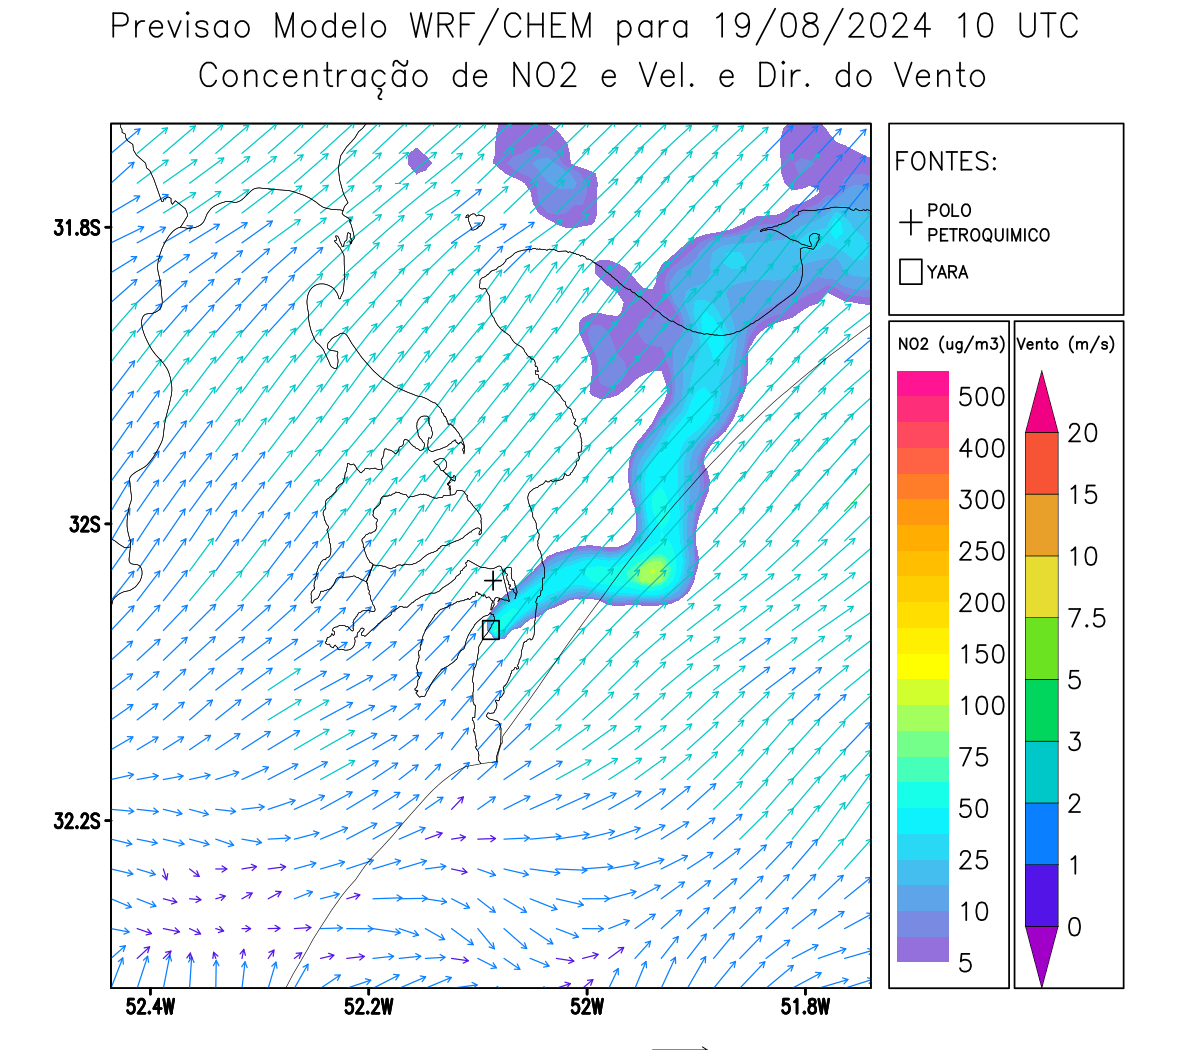 Previsao Modelo WRF/CHEM para 19/08/2024 10 UTC
Concentração de NO2 e Vel. e Dir. do Vento
FONTES:
POLO
PETROQUIMICO
YARA
NO2 (ug/m3)
500
400
300
250
200
150
100
75
50
25
10
5
Vento (m/s)
20
15
10
7.5
5
3
2
1
0
31.8S
32S
32.2S
52.4W
52.2W
52W
51.8W